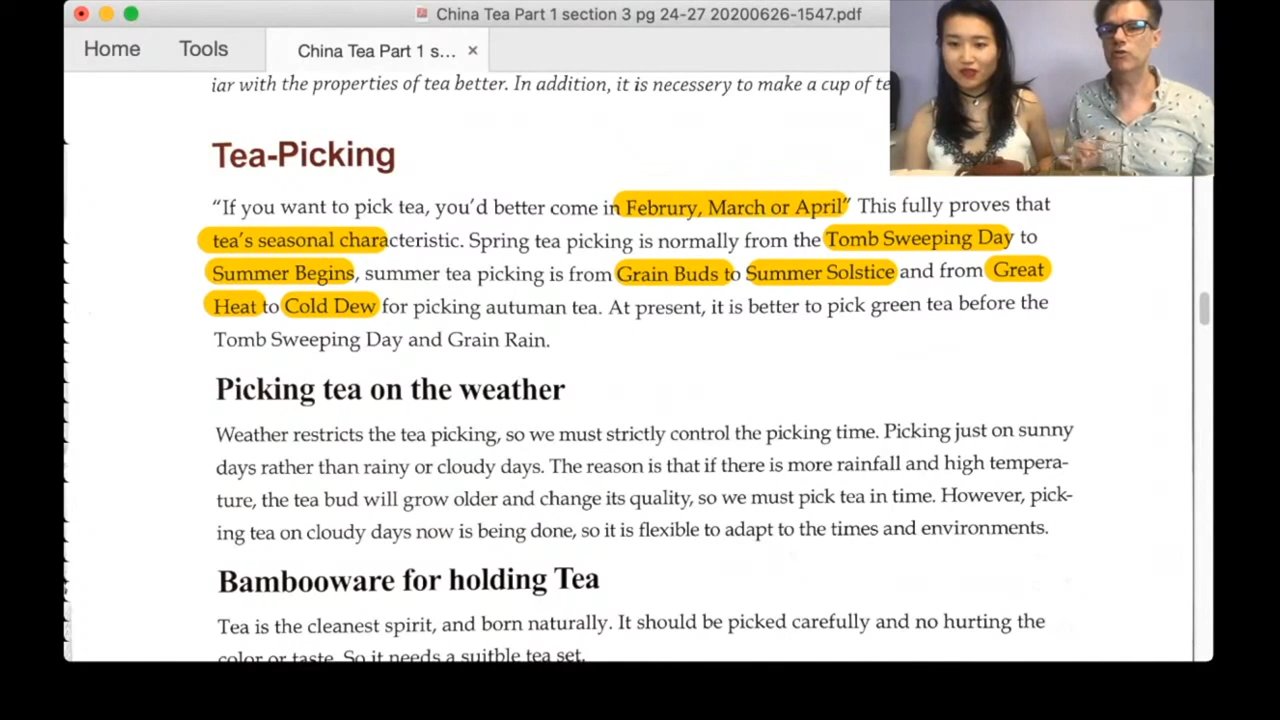 China Tea Part 1 section 3 pg 24-27 20200626-1547.pdf
Home
Tools
China Tea Part 1 s...
iar with the properties of tea better. In addition, it is necessery to make a cup of
Tea-Picking
“If you want to pick tea, you’d better come in Februry, March or April” This fully proves that
tea’s seasonal characteristic. Spring tea picking is normally from the Tomb Sweeping Day to
Summer Begins, summer tea picking is from Grain Buds to Summer Solstice and from Great
Heat to Cold Dew for picking autuman tea. At present, it is better to pick green tea before the
Tomb Sweeping Day and Grain Rain.
Picking tea on the weather
Weather restricts the tea picking, so we must strictly control the picking time. Picking just on sunny
days rather than rainy or cloudy days. The reason is that if there is more rainfall and high tempera-
ture, the tea bud will grow older and change its quality, so we must pick tea in time. However, pick-
ing tea on cloudy days now is being done, so it is flexible to adapt to the times and environments.
Bambooware for holding Tea
Tea is the cleanest spirit, and born naturally. It should be picked carefully and no hurting the
color or taste. So it needs a suitble tea set.